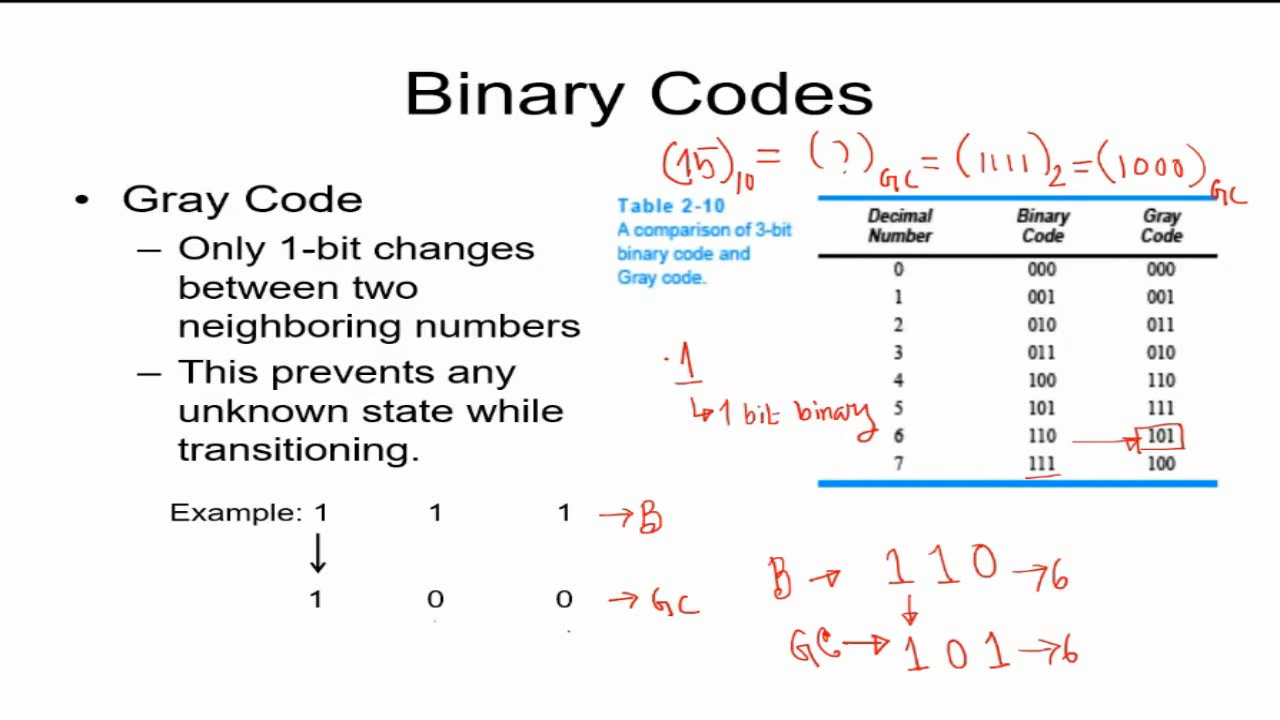 Binary Codes
(15)10 = (?)GC = (1111)2 = (1000)GC
• Gray Code
– Only 1-bit changes
between two
neighboring numbers
– This prevents any
unknown state while
transitioning.
Table 2-10
A comparison of 3-bit
binary code and
Gray code.
Decimal Number Binary Code Gray Code
0 000 000
1 001 001
2 010 011
3 011 010
4 100 110
5 101 111
6 110 → 101
7 111 100
1
↳ 1 bit binary
Example: 1 1 1 → B
↓
1 0 0 → GC
B → 1 1 0 → 6
↓
GC → 1 0 1 → 6